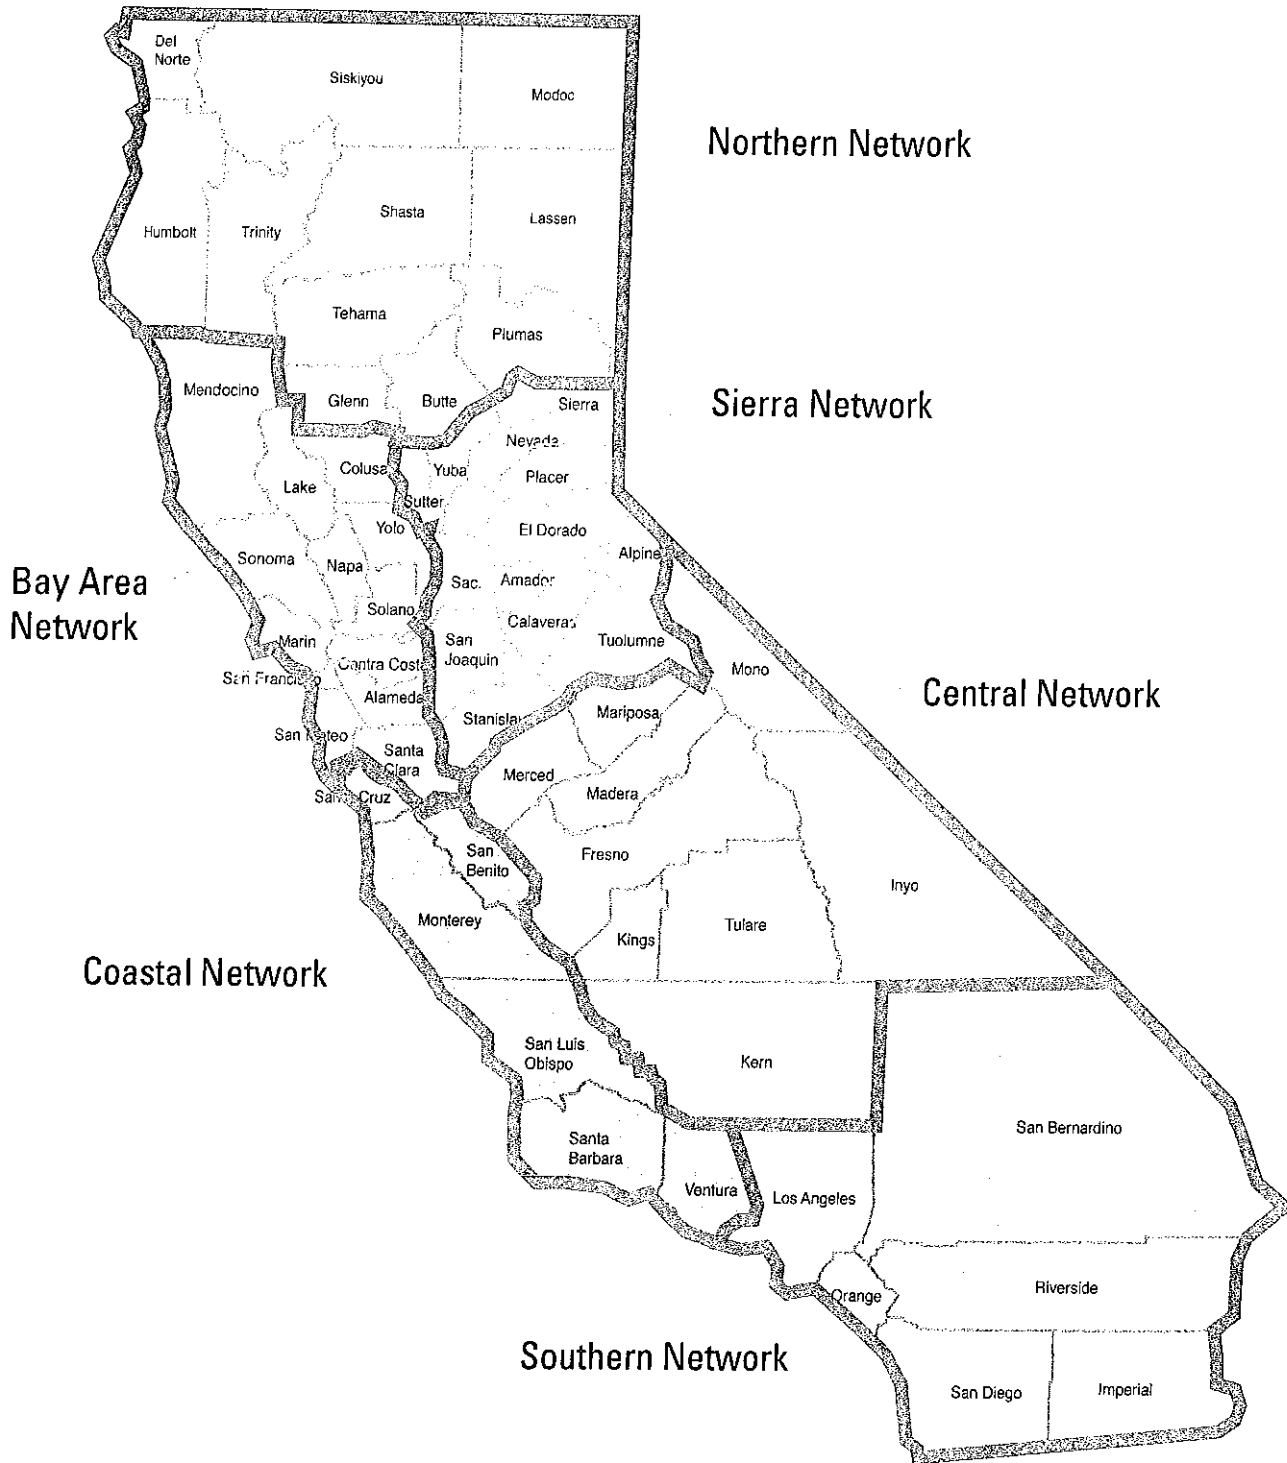 Del
Norte
Siskiyou
Modoc
Northern Network
Humbolt
Trinity
Shasta
Lassen
Tehama
Plumas
Mendocino
Glenn
Butte
Sierra
Sierra Network
Nevada
Colusa
Yuba
Placer
Lake
Sutter
Yolo
El Dorado
Alpine
Sonoma
Napa
Bay Area
Network
Sac.
Amador
Solano
Calaveras
Marin
San
Joaquin
Tuolumne
Contra Costa
San Francisco
Alameda
Mono
Central Network
Stanislau
Mariposa
San Mateo
Santa
Clara
Merced
Madera
Santa Cruz
San
Benito
Fresno
Inyo
Monterey
Kings
Tulare
Coastal Network
San Luis
Obispo
Kern
San Bernardino
Santa
Barbara
Ventura
Los Angeles
Orange
Riverside
Southern Network
San Diego
Imperial